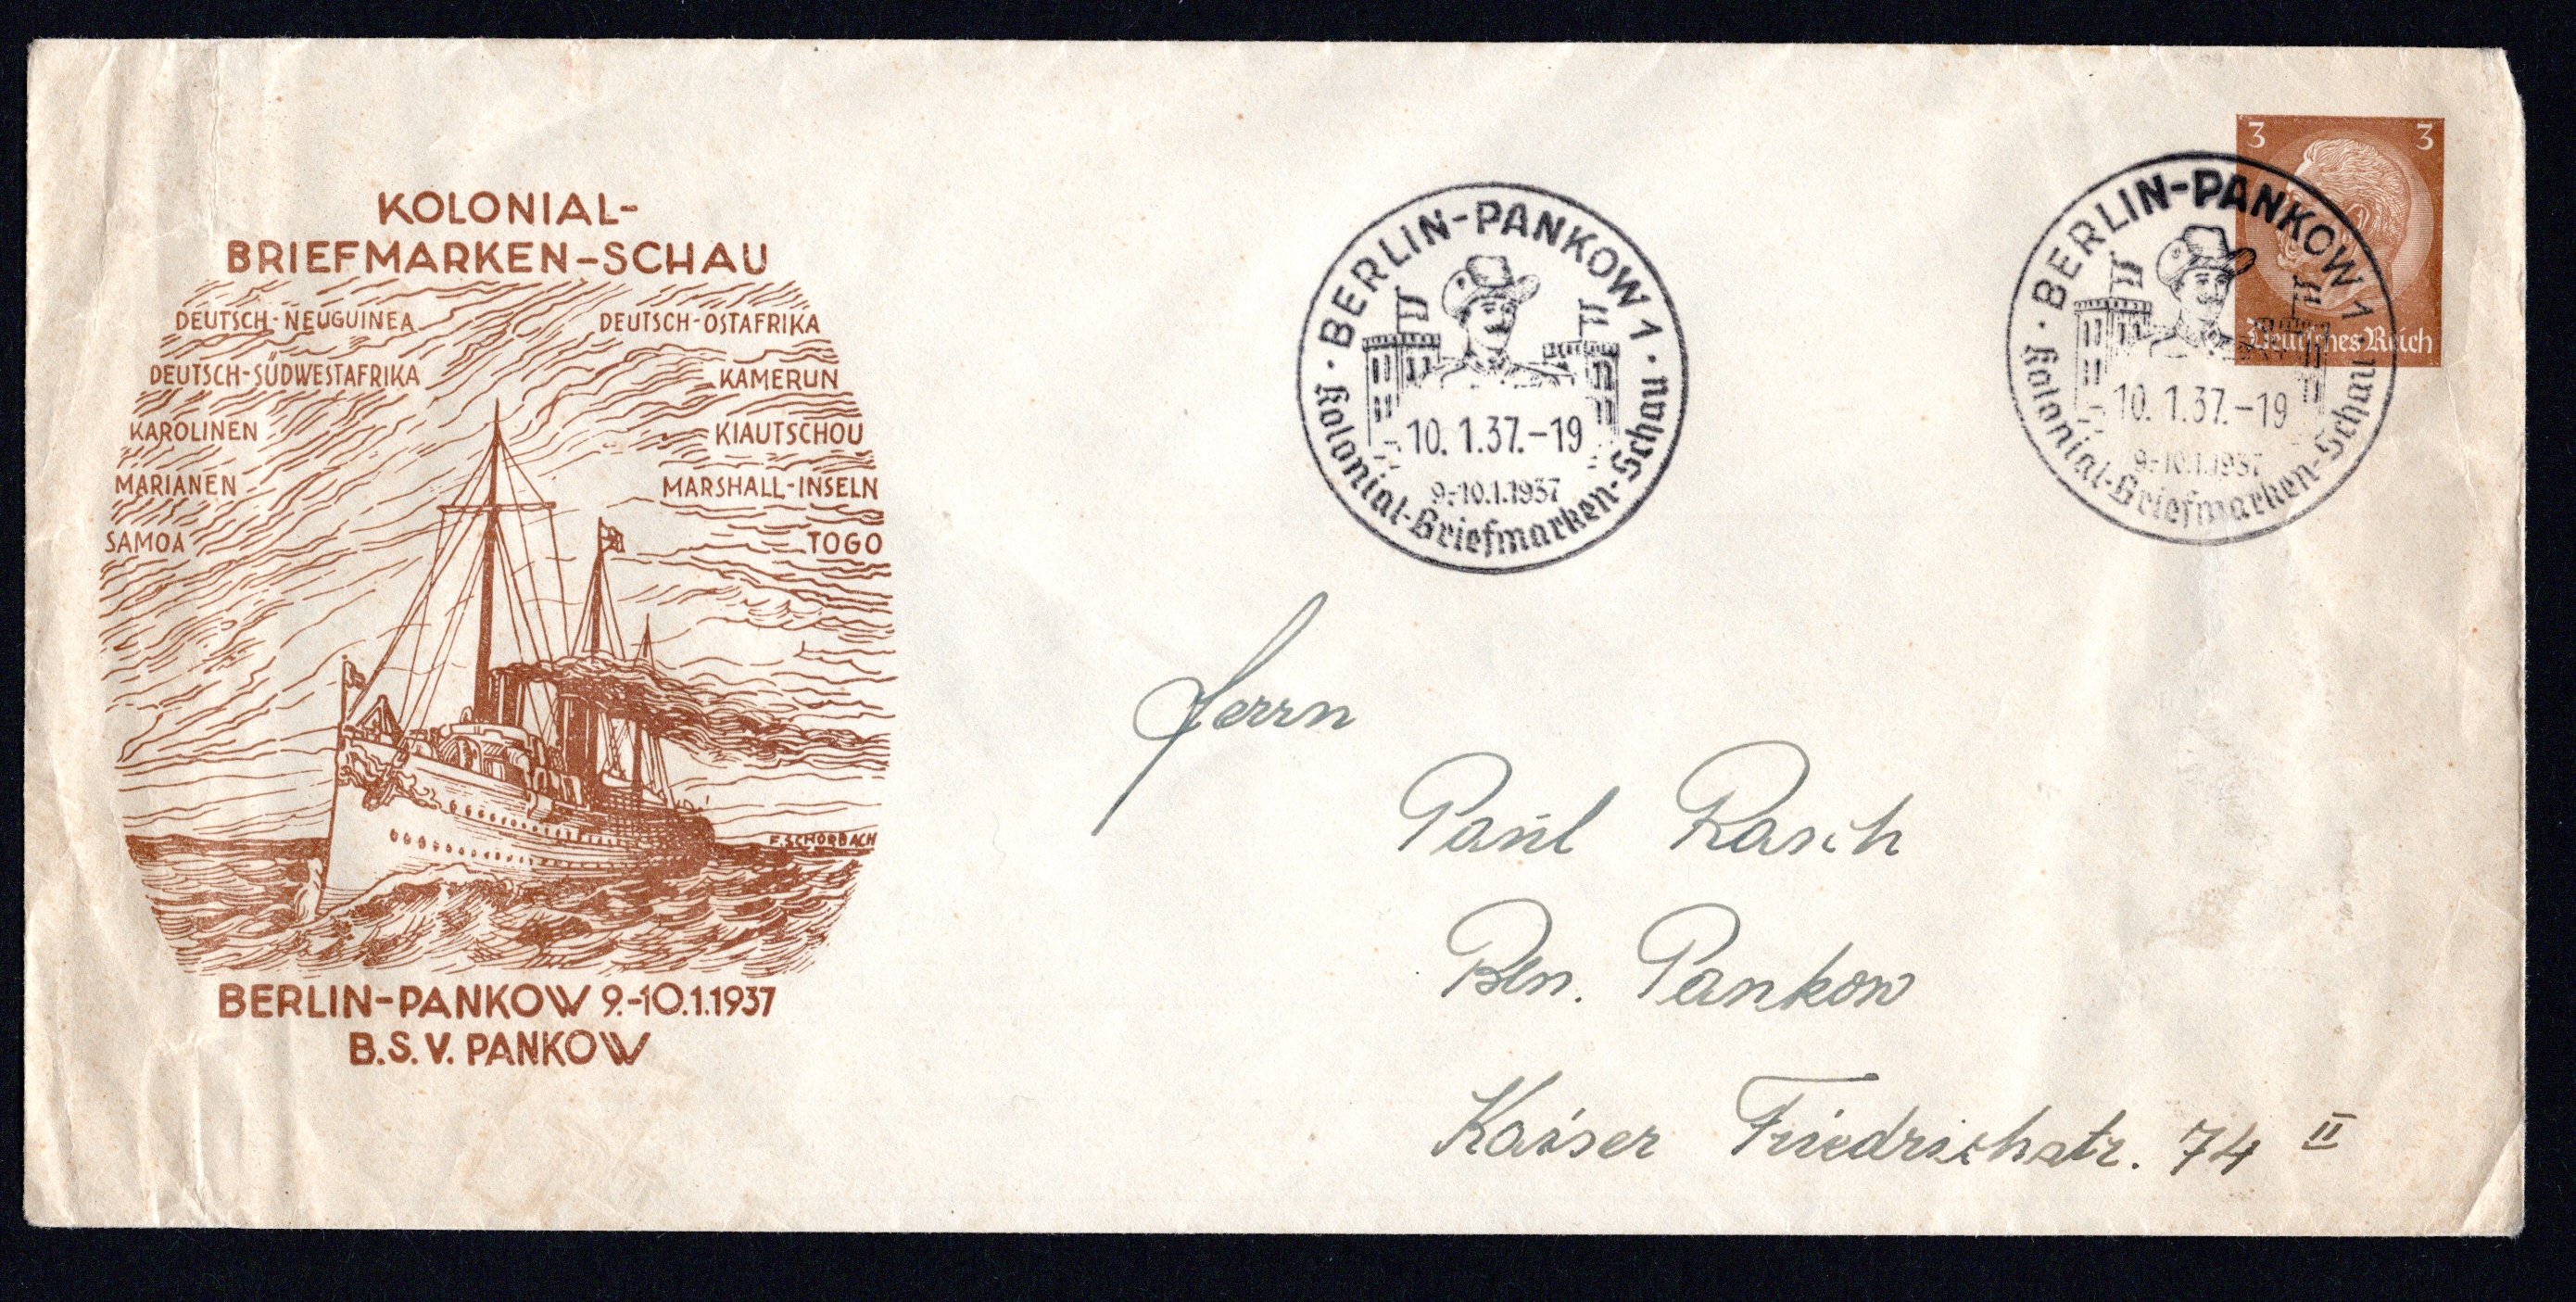 KOLONIAL-
BRIEFMARKEN-SCHAU
DEUTSCH-NEUGUINEA
DEUTSCH-OSTAFRIKA
DEUTSCH-SÜDWESTAFRIKA
KAMERUN
KAROLINEN
KIAUTSCHOU
MARIANEN
MARSHALL-INSELN
SAMOA
TOGO
F. SCHORBACH
BERLIN-PANKOW 9.-10.1.1937
B.S.V. PANKOW
· BERLIN-PANKOW 1 ·
10.1.37.-19
9.-10.1.1937
Kolonial-Briefmarken-Schau
· BERLIN-PANKOW 1
10.1.37.-19
9.-10.1.1937
Kolonial-Briefmarken-Schau
3 3
Deutsches Reich
Herrn
Paul Rasch
Bln. Pankow
Kaiser Friedrichstr. 74 II